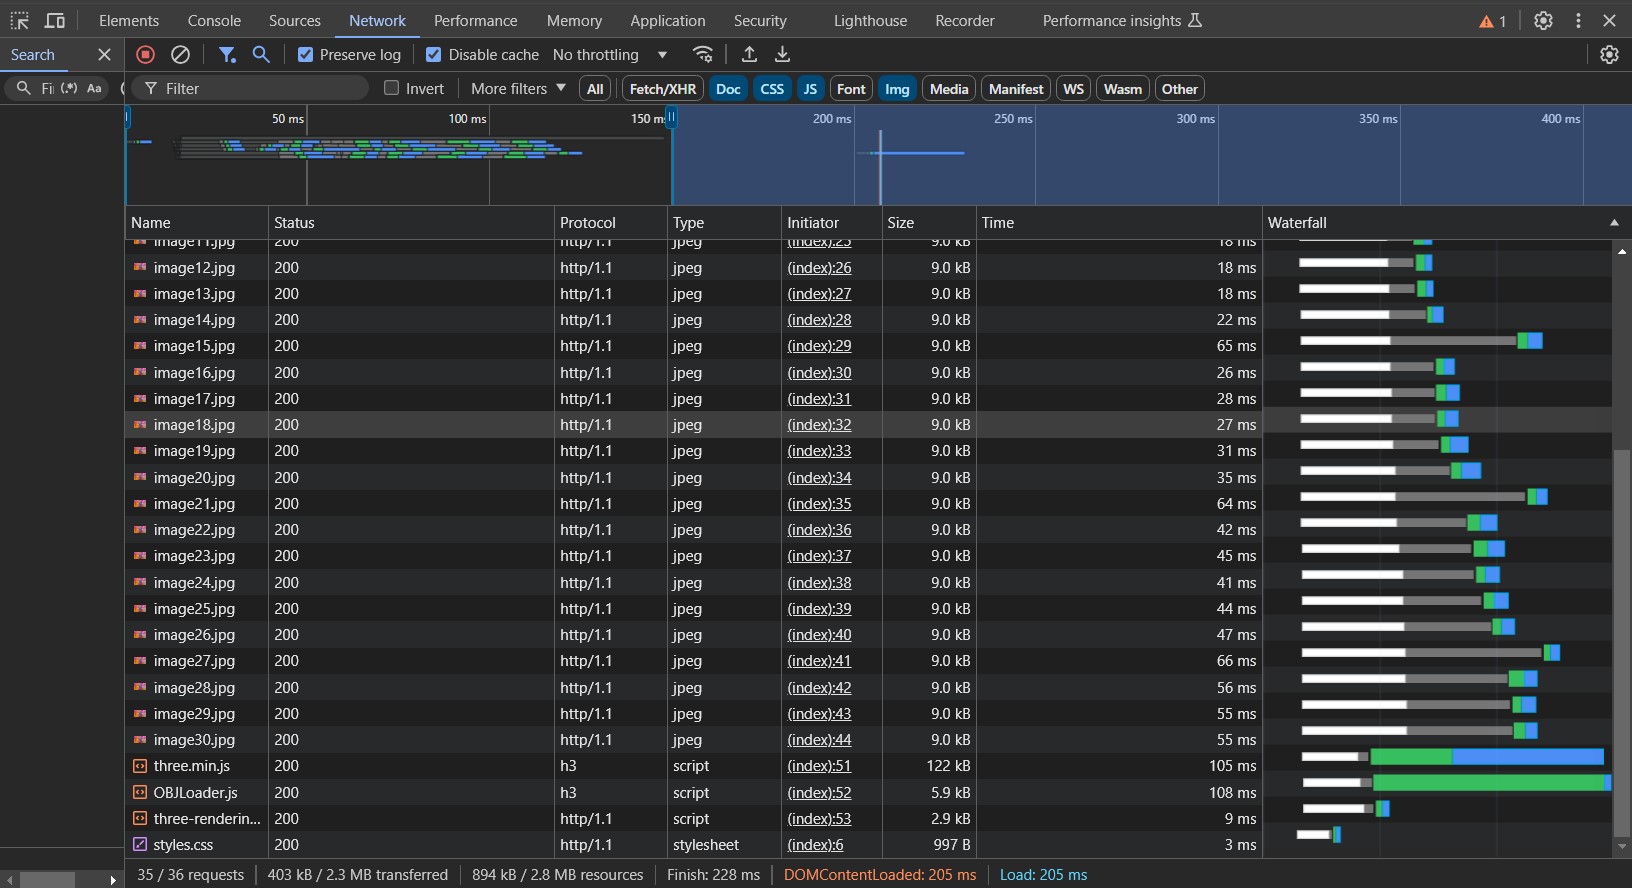 Elements Console Sources Network Performance Memory Application Security Lighthouse Recorder Performance insights 1
Search Preserve log Disable cache No throttling
Fi (.*) Aa Filter Invert More filters All Fetch/XHR Doc CSS JS Font Img Media Manifest WS Wasm Other
50 ms 100 ms 150 ms 200 ms 250 ms 300 ms 350 ms 400 ms
Name Status Protocol Type Initiator Size Time Waterfall
image11.jpg 200 http/1.1 jpeg (index):25 9.0 kB 18 ms
image12.jpg 200 http/1.1 jpeg (index):26 9.0 kB 18 ms
image13.jpg 200 http/1.1 jpeg (index):27 9.0 kB 18 ms
image14.jpg 200 http/1.1 jpeg (index):28 9.0 kB 22 ms
image15.jpg 200 http/1.1 jpeg (index):29 9.0 kB 65 ms
image16.jpg 200 http/1.1 jpeg (index):30 9.0 kB 26 ms
image17.jpg 200 http/1.1 jpeg (index):31 9.0 kB 28 ms
image18.jpg 200 http/1.1 jpeg (index):32 9.0 kB 27 ms
image19.jpg 200 http/1.1 jpeg (index):33 9.0 kB 31 ms
image20.jpg 200 http/1.1 jpeg (index):34 9.0 kB 35 ms
image21.jpg 200 http/1.1 jpeg (index):35 9.0 kB 64 ms
image22.jpg 200 http/1.1 jpeg (index):36 9.0 kB 42 ms
image23.jpg 200 http/1.1 jpeg (index):37 9.0 kB 45 ms
image24.jpg 200 http/1.1 jpeg (index):38 9.0 kB 41 ms
image25.jpg 200 http/1.1 jpeg (index):39 9.0 kB 44 ms
image26.jpg 200 http/1.1 jpeg (index):40 9.0 kB 47 ms
image27.jpg 200 http/1.1 jpeg (index):41 9.0 kB 66 ms
image28.jpg 200 http/1.1 jpeg (index):42 9.0 kB 56 ms
image29.jpg 200 http/1.1 jpeg (index):43 9.0 kB 55 ms
image30.jpg 200 http/1.1 jpeg (index):44 9.0 kB 55 ms
three.min.js 200 h3 script (index):51 122 kB 105 ms
OBJLoader.js 200 h3 script (index):52 5.9 kB 108 ms
three-renderin... 200 http/1.1 script (index):53 2.9 kB 9 ms
styles.css 200 http/1.1 stylesheet (index):6 997 B 3 ms
35 / 36 requests 403 kB / 2.3 MB transferred 894 kB / 2.8 MB resources Finish: 228 ms DOMContentLoaded: 205 ms Load: 205 ms